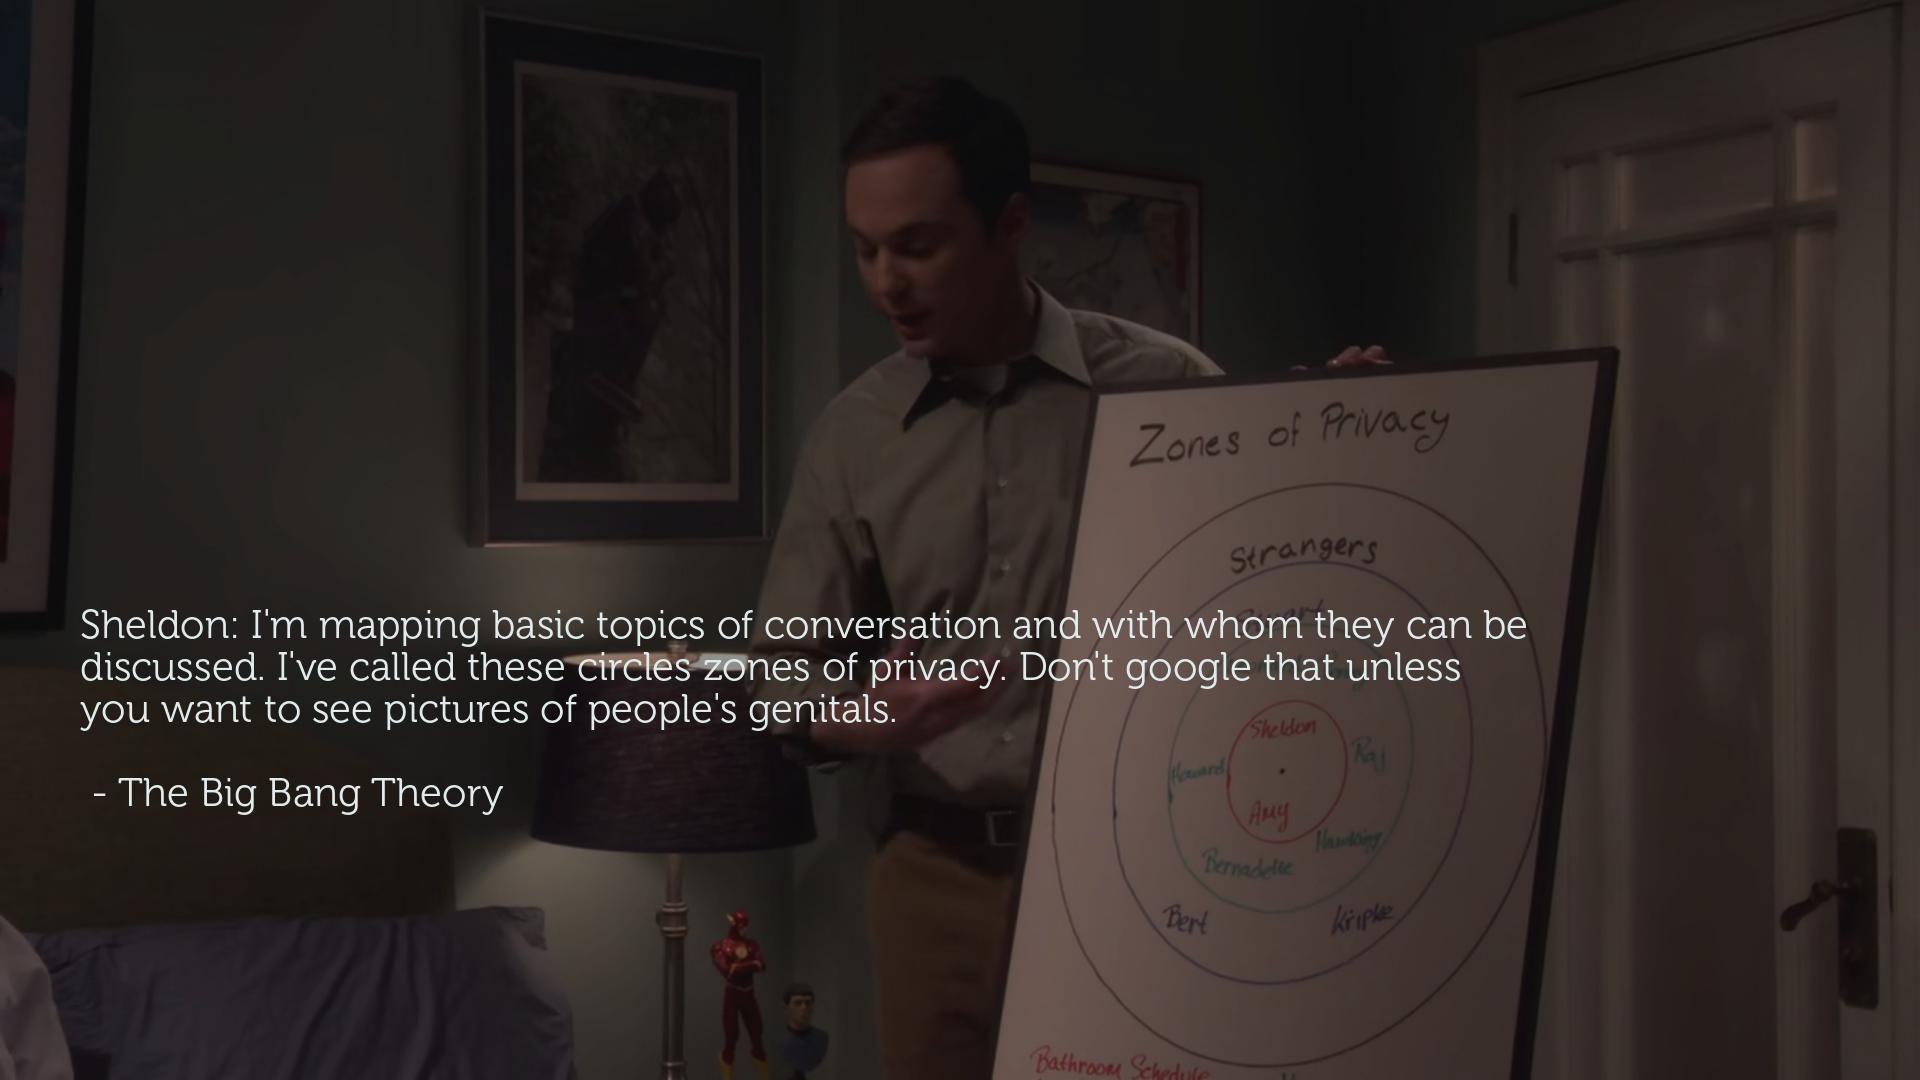 Zones of Privacy
Strangers
Stuart
Sheldon: I'm mapping basic topics of conversation and with whom they can be
discussed. I've called these circles zones of privacy. Don't google that unless
you want to see pictures of people's genitals.
- The Big Bang Theory
Sheldon
Howard
Raj
Amy
Hawking
Bernadette
Bert
Kripke
Bathroom Schedule